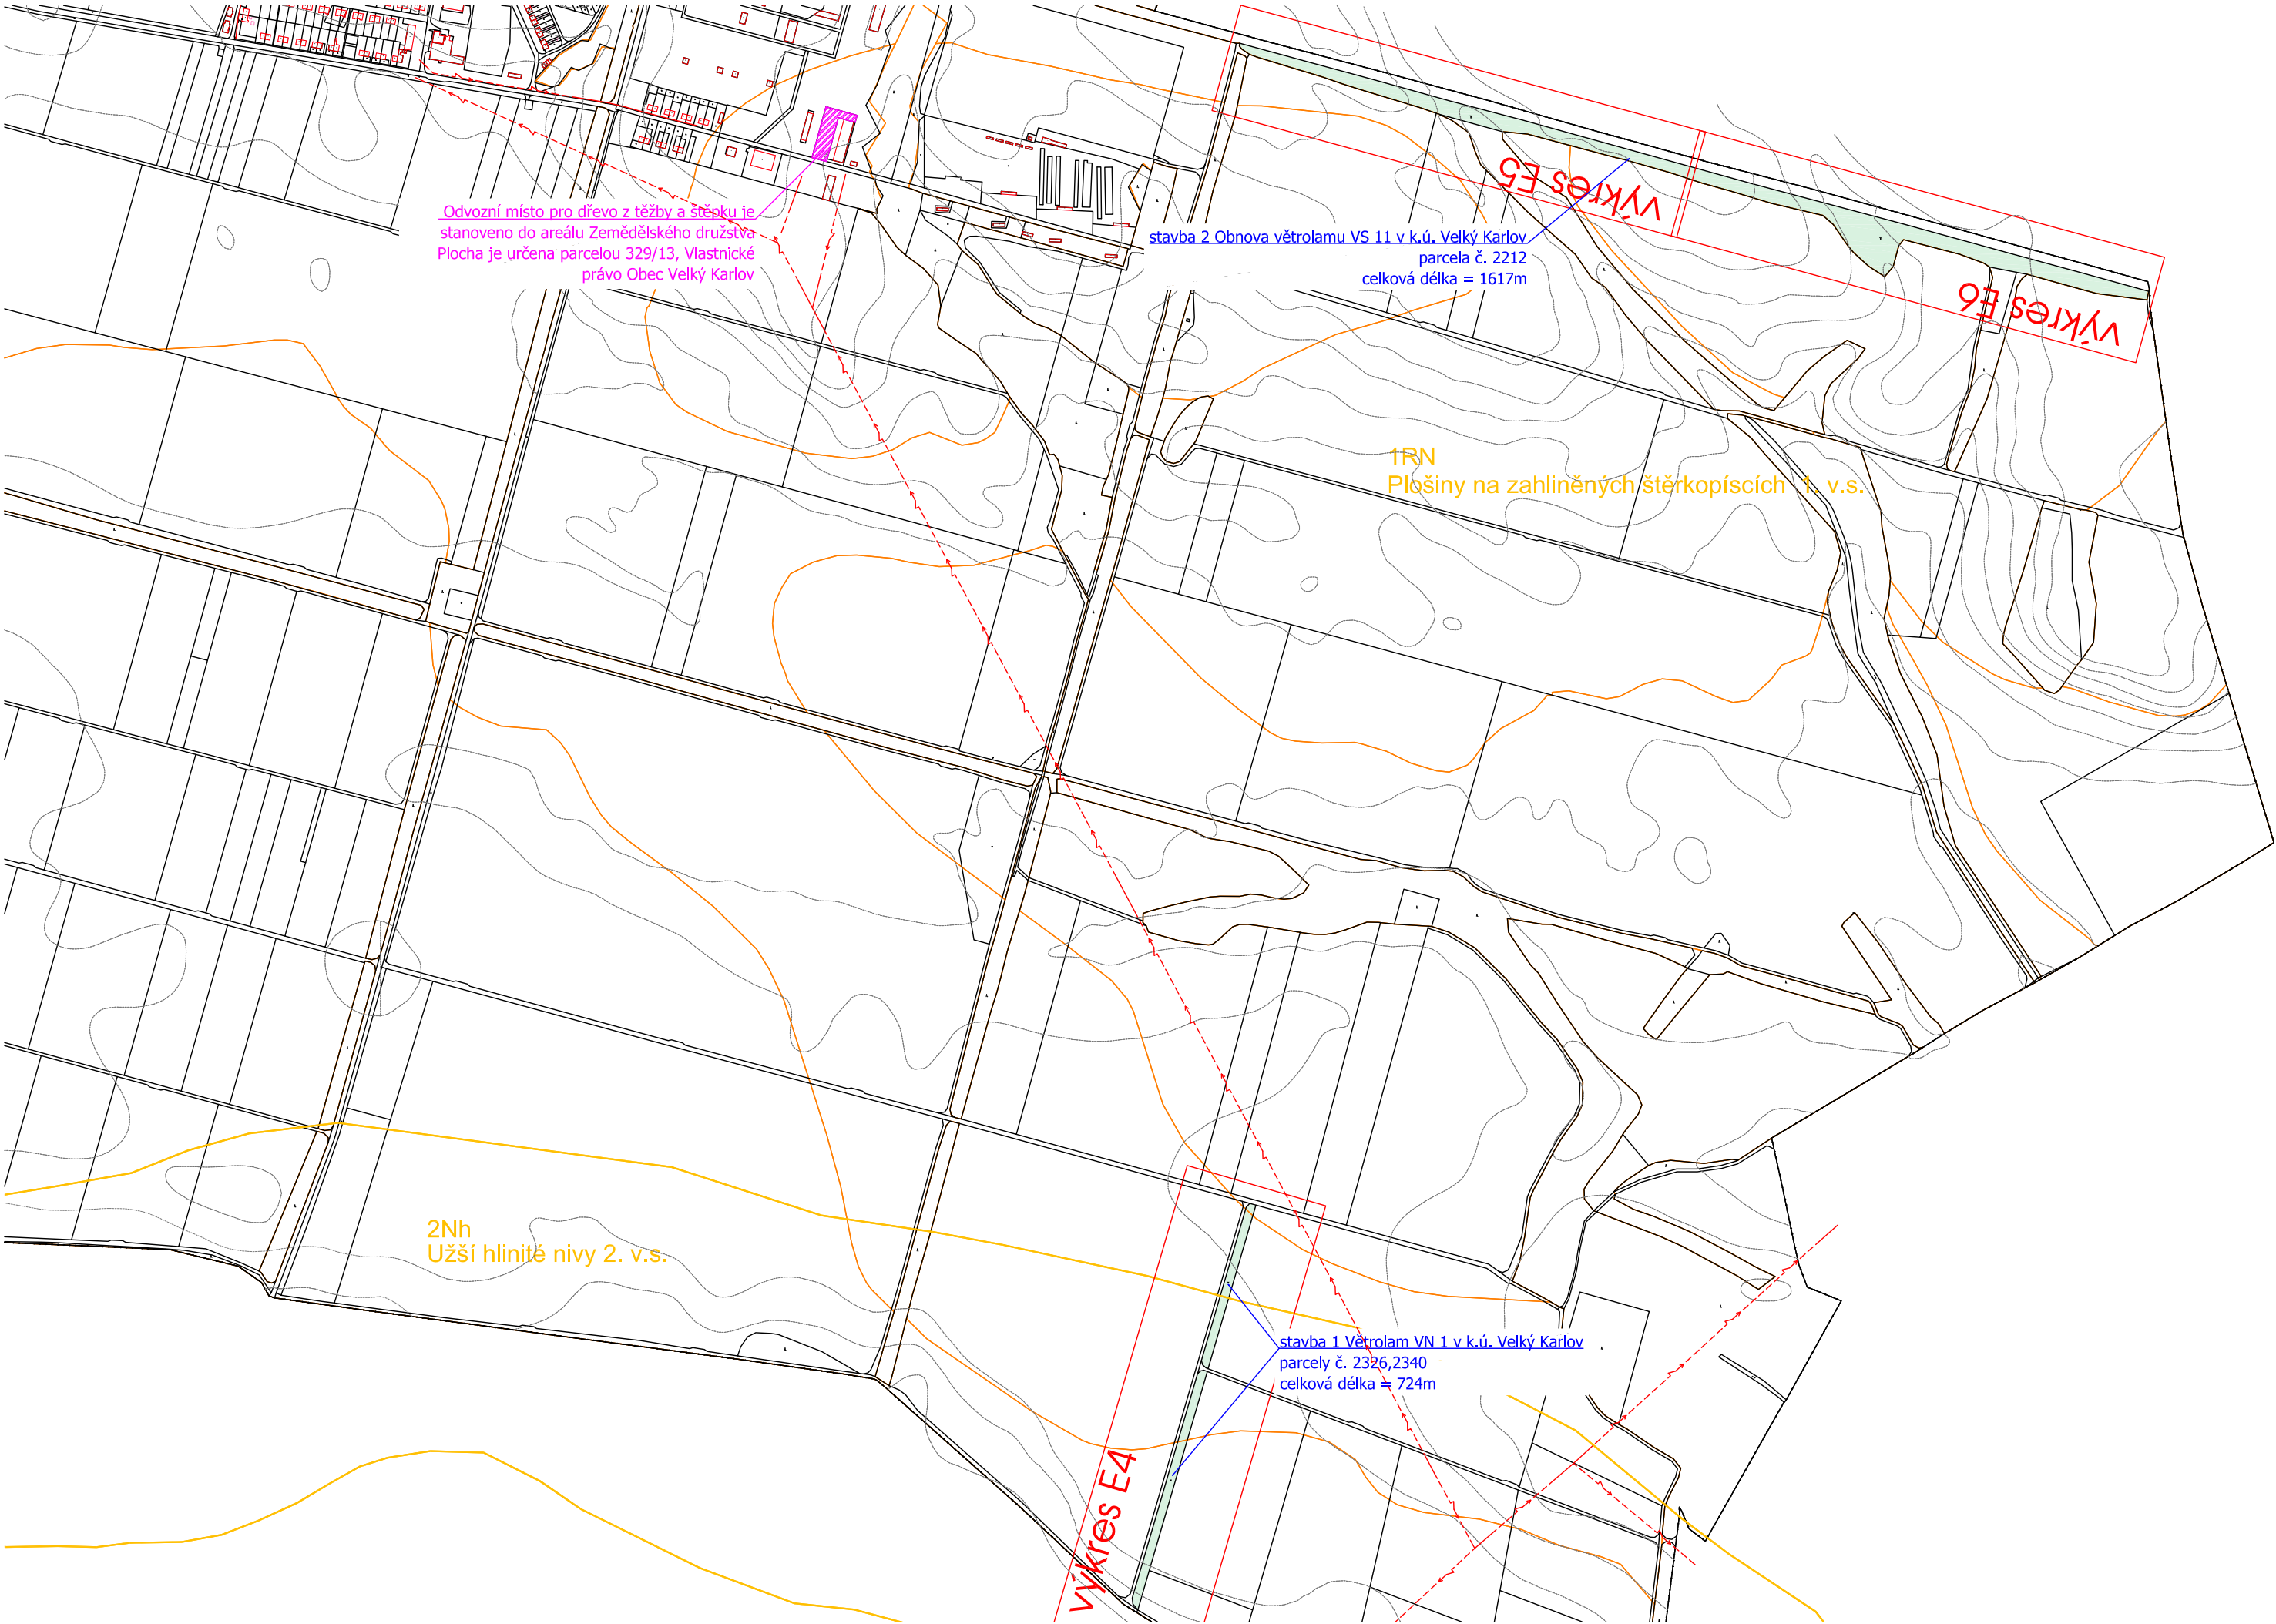 výkres E5
Odvozní místo pro dřevo z těžby a štěpku je
stanoveno do areálu Zemědělského družstva
Plocha je určena parcelou 329/13, Vlastnické
právo Obec Velký Karlov
stavba 2 Obnova větrolamu VS 11 v k.ú. Velký Karlov
parcela č. 2212
celková délka = 1617m
výkres E6
1RN
Plošiny na zahliněných štěrkopíscích 1. v.s.
2Nh
Užší hlinité nivy 2. v.s.
stavba 1 Větrolam VN 1 v k.ú. Velký Karlov
parcely č. 2326,2340
celková délka = 724m
výkres E4